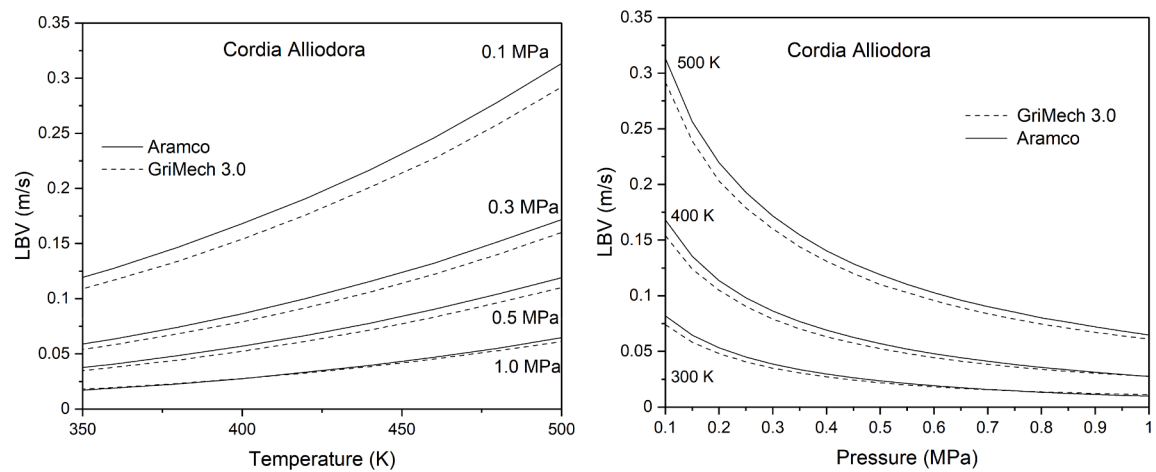 0.35
0.3
0.25
0.2
0.15
0.1
0.05
0
LBV (m/s)
Cordia Alliodora
0.1 MPa
Aramco
GriMech 3.0
0.3 MPa
0.5 MPa
1.0 MPa
350
400
450
500
Temperature (K)
0.35
0.3
0.25
0.2
0.15
0.1
0.05
0
LBV (m/s)
Cordia Alliodora
500 K
GriMech 3.0
Aramco
400 K
300 K
0.1
0.2
0.3
0.4
0.5
0.6
0.7
0.8
0.9
1
Pressure (MPa)